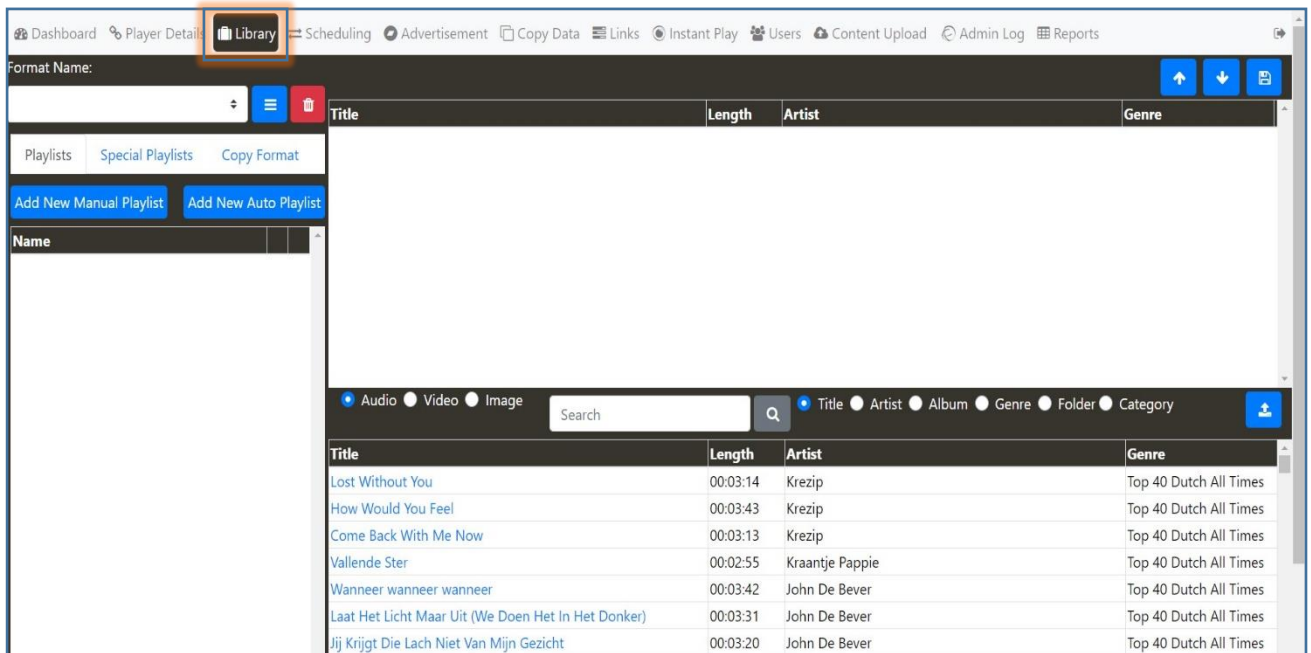 Dashboard Player Details Library Scheduling Advertisement Copy Data Links Instant Play Users Content Upload Admin Log Reports
Format Name:
Title Length Artist Genre
Playlists Special Playlists Copy Format
Add New Manual Playlist Add New Auto Playlist
Name
Audio Video Image Search Title Artist Album Genre Folder Category
Title Length Artist Genre
Lost Without You 00:03:14 Krezip Top 40 Dutch All Times
How Would You Feel 00:03:43 Krezip Top 40 Dutch All Times
Come Back With Me Now 00:03:13 Krezip Top 40 Dutch All Times
Vallende Ster 00:02:55 Kraantje Pappie Top 40 Dutch All Times
Wanneer wanneer wanneer 00:03:42 John De Bever Top 40 Dutch All Times
Laat Het Licht Maar Uit (We Doen Het In Het Donker) 00:03:31 John De Bever Top 40 Dutch All Times
Jij Krijgt Die Lach Niet Van Mijn Gezicht 00:03:20 John De Bever Top 40 Dutch All Times